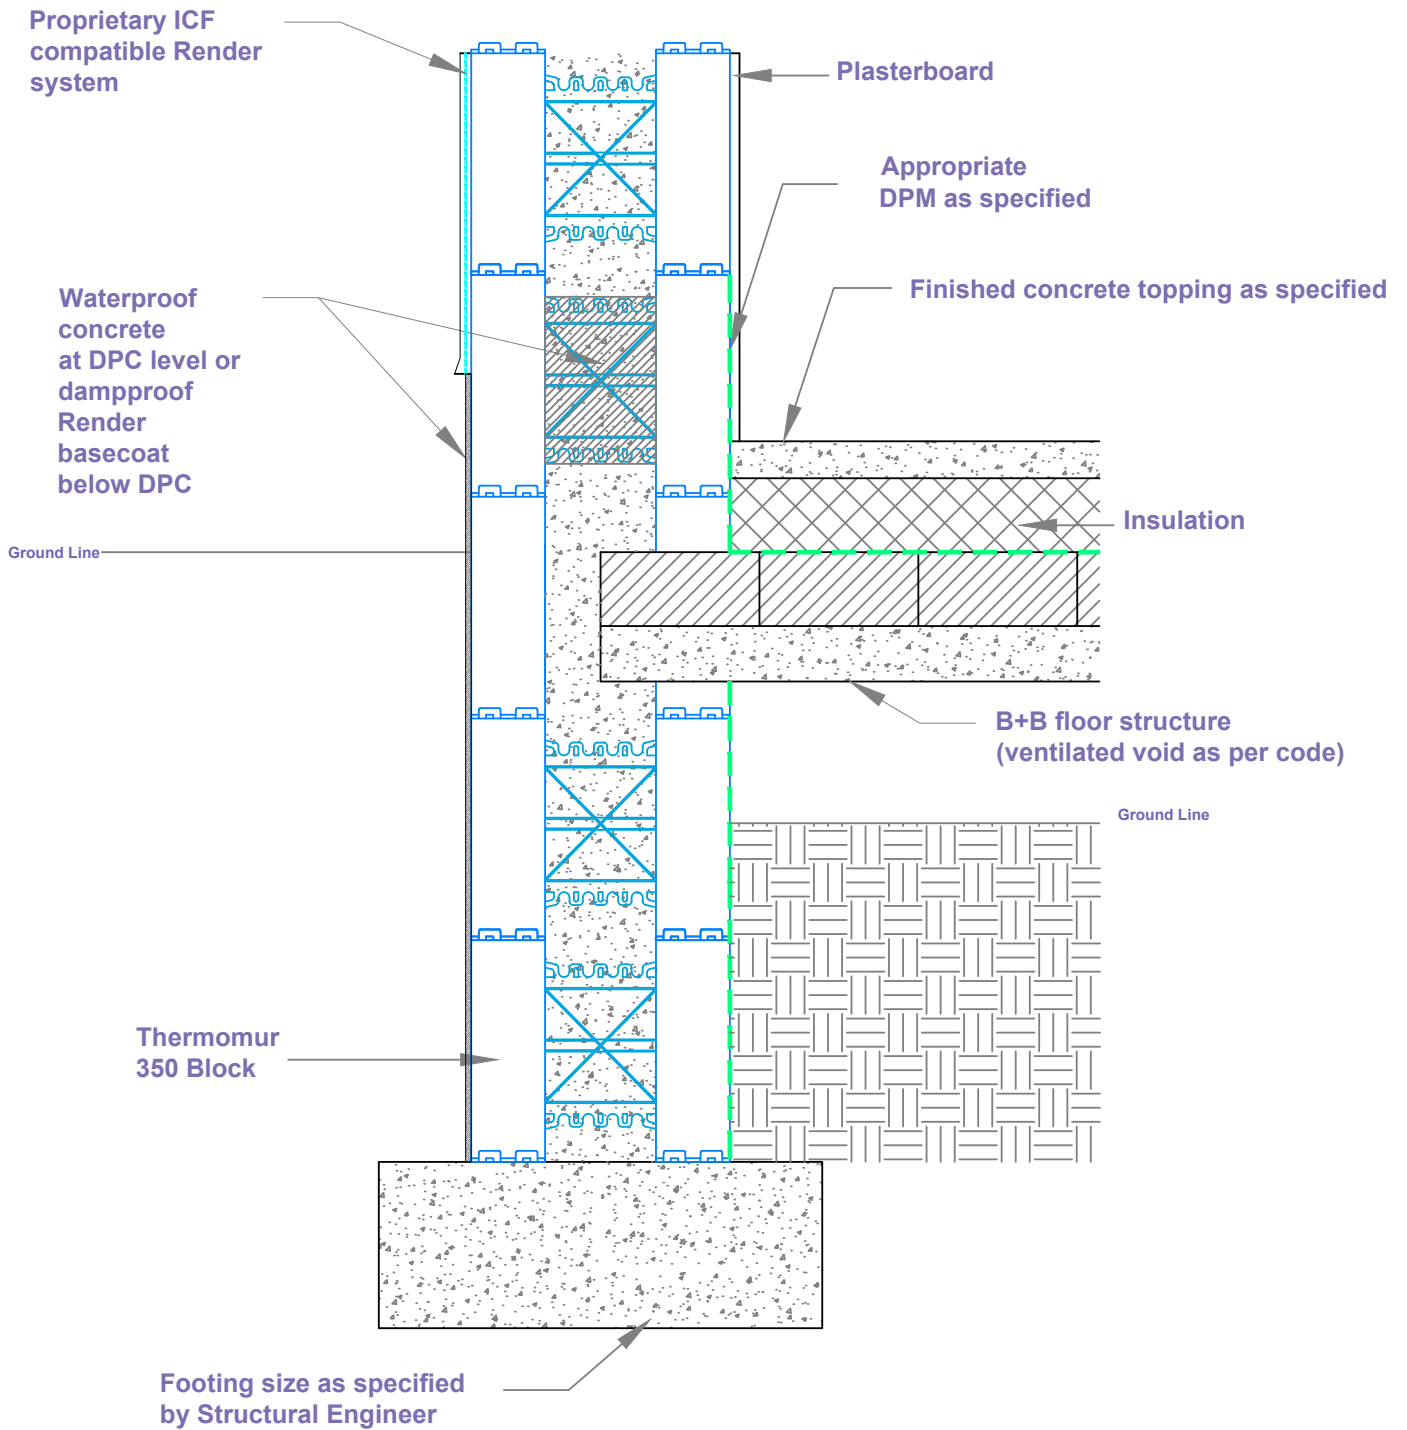 Proprietary ICF
compatible Render
system
Plasterboard
Appropriate
DPM as specified
Waterproof
concrete
at DPC level or
dampproof
Render
basecoat
below DPC
Finished concrete topping as specified
Insulation
Ground Line
B+B floor structure
(ventilated void as per code)
Ground Line
Thermomur
350 Block
Footing size as specified
by Structural Engineer